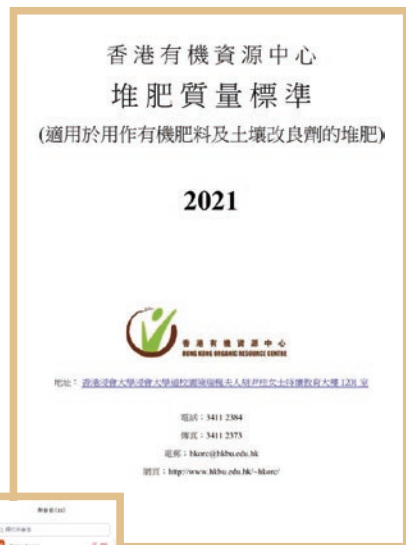 香港有機資源中心
堆肥質量標準
(適用於用作有機肥料及土壤改良劑的堆肥)
2021
香港有機資源中心
HONG KONG ORGANIC RESOURCE CENTRE
電話：3411 2384
傳真：3411 2373
電郵：hkorc@hkbu.edu.hk
網頁：http://www.hkbu.edu.hk/~hkorc/